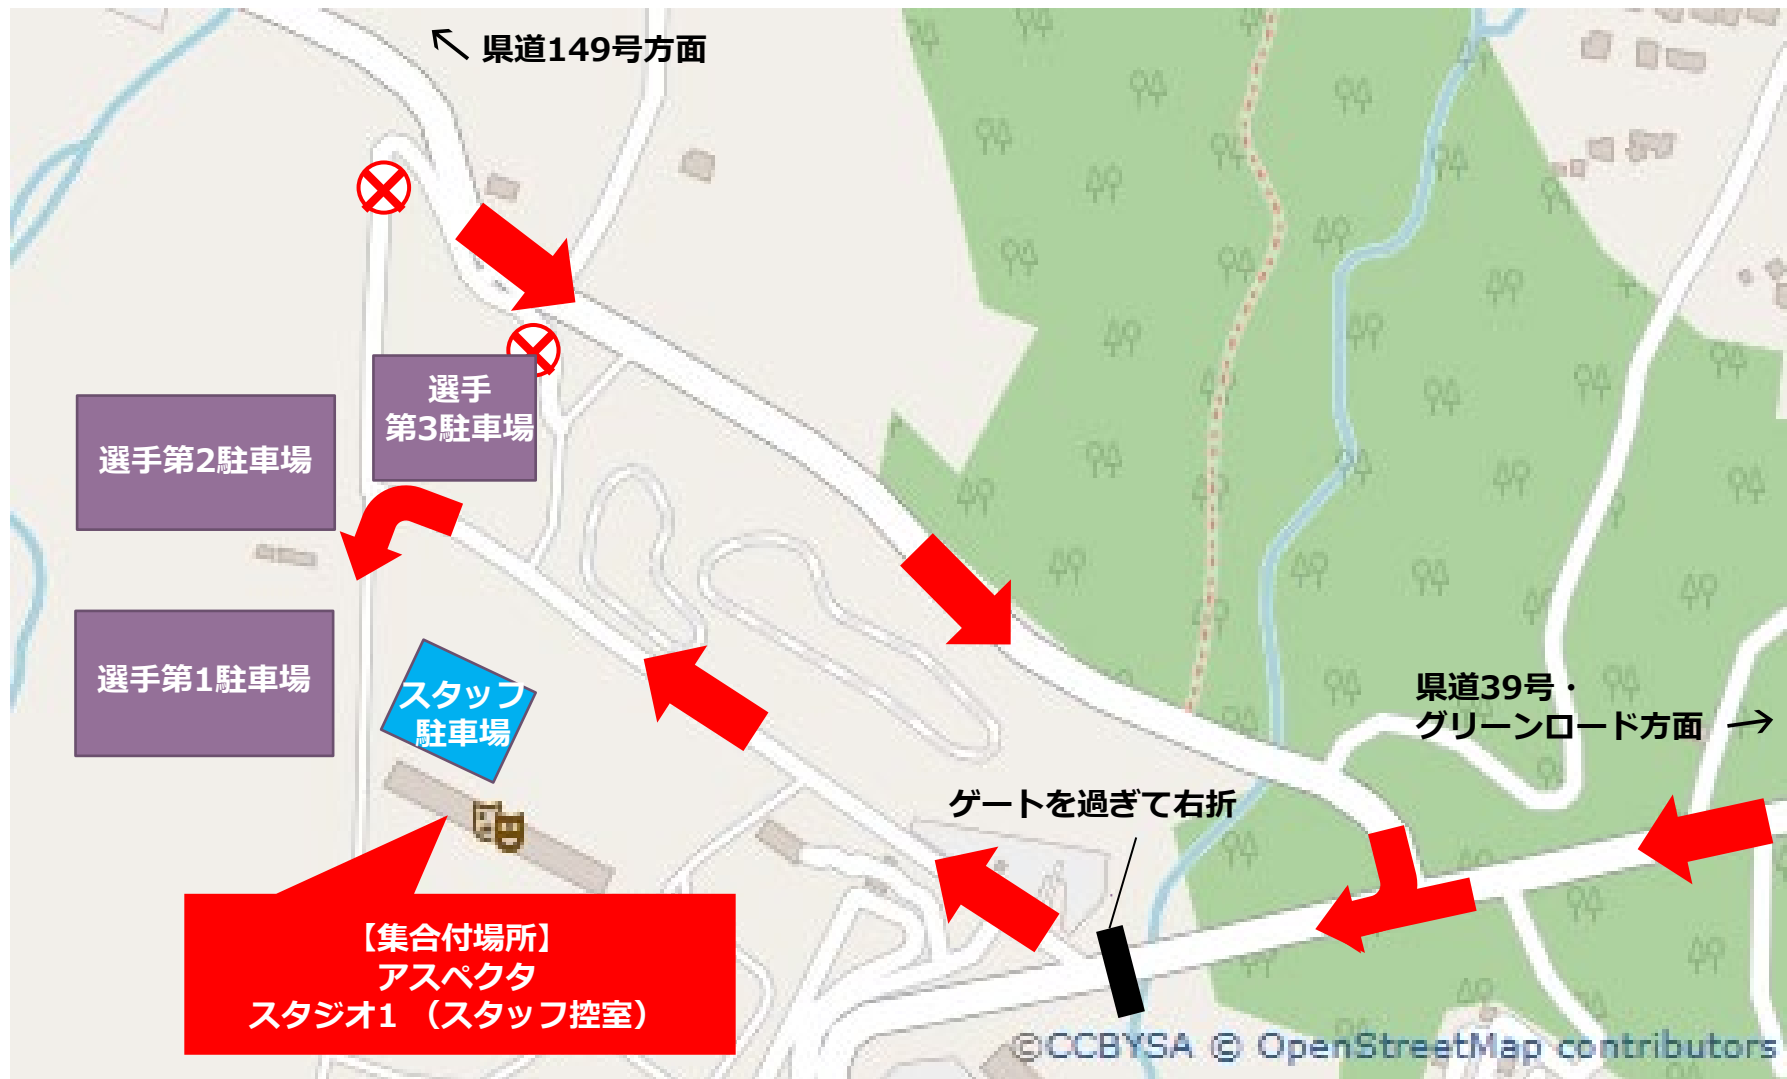 県道149号方面
選手
第3駐車場
選手第2駐車場
選手第1駐車場
スタッフ
駐車場
県道39号・
グリーンロード方面
ゲートを過ぎて右折
【集合付場所】
アスペクタ
スタジオ1 （スタッフ控室）
©CCBYSA © OpenStreetMap contributors